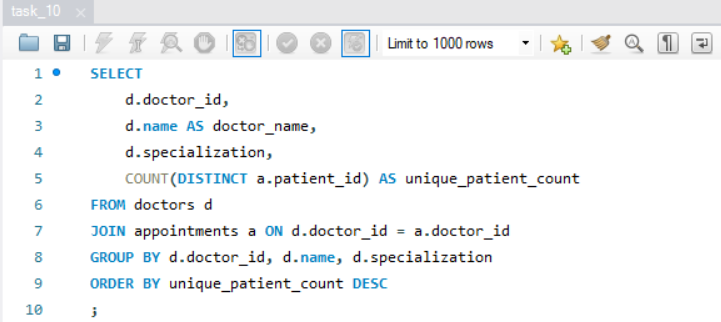 task_10
Limit to 1000 rows
1 SELECT
2 d.doctor_id,
3 d.name AS doctor_name,
4 d.specialization,
5 COUNT(DISTINCT a.patient_id) AS unique_patient_count
6 FROM doctors d
7 JOIN appointments a ON d.doctor_id = a.doctor_id
8 GROUP BY d.doctor_id, d.name, d.specialization
9 ORDER BY unique_patient_count DESC
10 ;